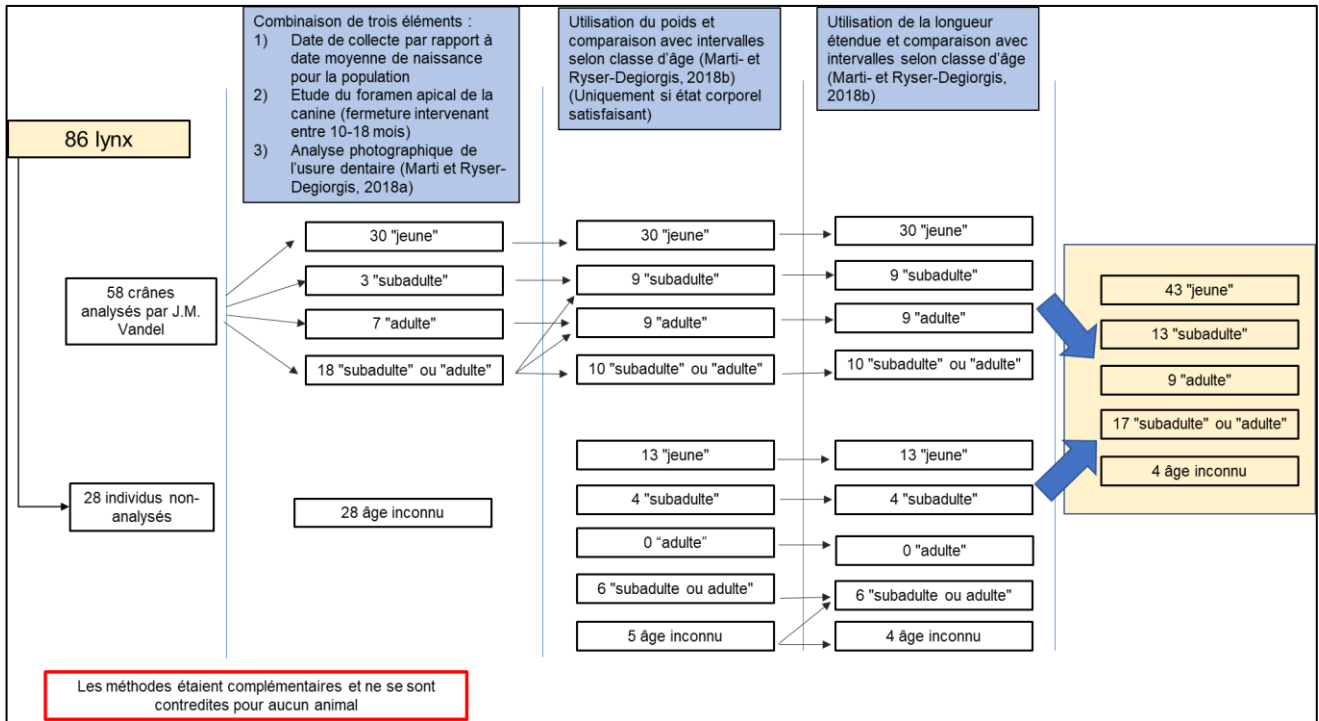 Combinaison de trois éléments :
1) Date de collecte par rapport à
date moyenne de naissance
pour la population
2) Etude du foramen apical de la
canine (fermeture intervenant
entre 10-18 mois)
3) Analyse photographique de
l'usure dentaire (Marti et Ryser-
Degiorgis, 2018a)
Utilisation du poids et
comparaison avec intervalles
selon classe d'âge (Marti- et
Ryser-Degiorgis, 2018b)
(Uniquement si état corporel
satisfaisant)
Utilisation de la longueur
étendue et comparaison avec
intervalles selon classe d'âge
(Marti- et Ryser-Degiorgis,
2018b)
86 lynx
58 crânes
analysés par J.M.
Vandel
30 "jeune"
3 "subadulte"
7 "adulte"
18 "subadulte" ou "adulte"
30 "jeune"
9 "subadulte"
9 "adulte"
10 "subadulte" ou "adulte"
30 "jeune"
9 "subadulte"
9 "adulte"
10 "subadulte" ou "adulte"
28 individus non-
analysés
28 âge inconnu
13 "jeune"
4 "subadulte"
0 "adulte"
6 "subadulte ou adulte"
5 âge inconnu
13 "jeune"
4 "subadulte"
0 "adulte"
6 "subadulte ou adulte"
4 âge inconnu
43 "jeune"
13 "subadulte"
9 "adulte"
17 "subadulte" ou "adulte"
4 âge inconnu
Les méthodes étaient complémentaires et ne se sont
contredites pour aucun animal